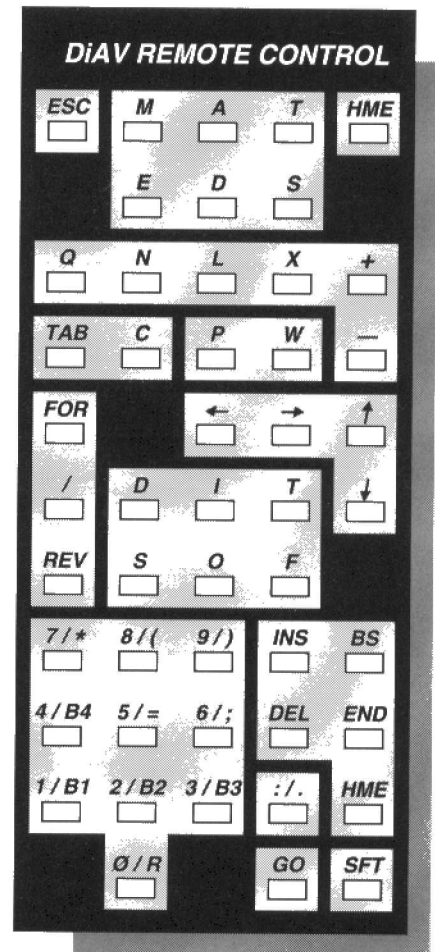 DiAV REMOTE CONTROL
ESC M A T HME
E D S
Q N L X +
TAB C P W —
FOR ← → ↑
/ D I T ↓
REV S O F
7/* 8/( 9/) INS BS
4/B4 5/= 6/; DEL END
1/B1 2/B2 3/B3 :/. HME
Ø/R GO SFT